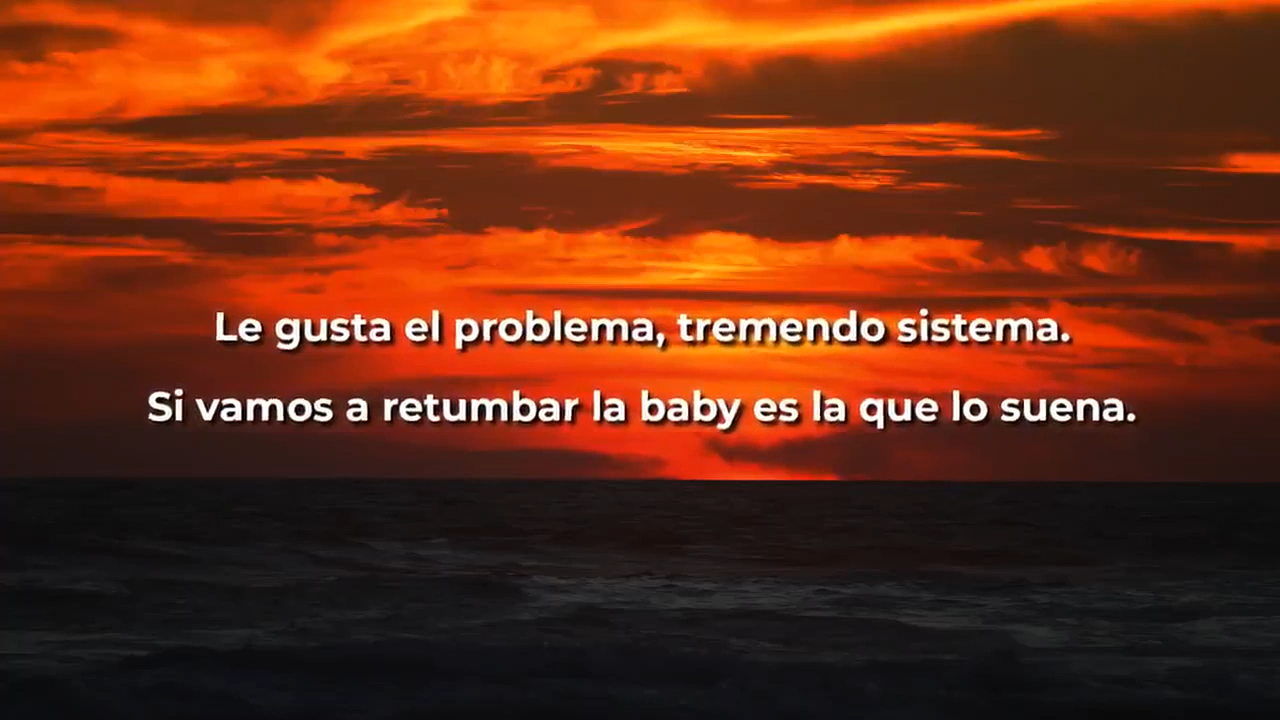 Le gusta el problema, tremendo sistema.
Si vamos a retumbar la baby es la que lo suena.